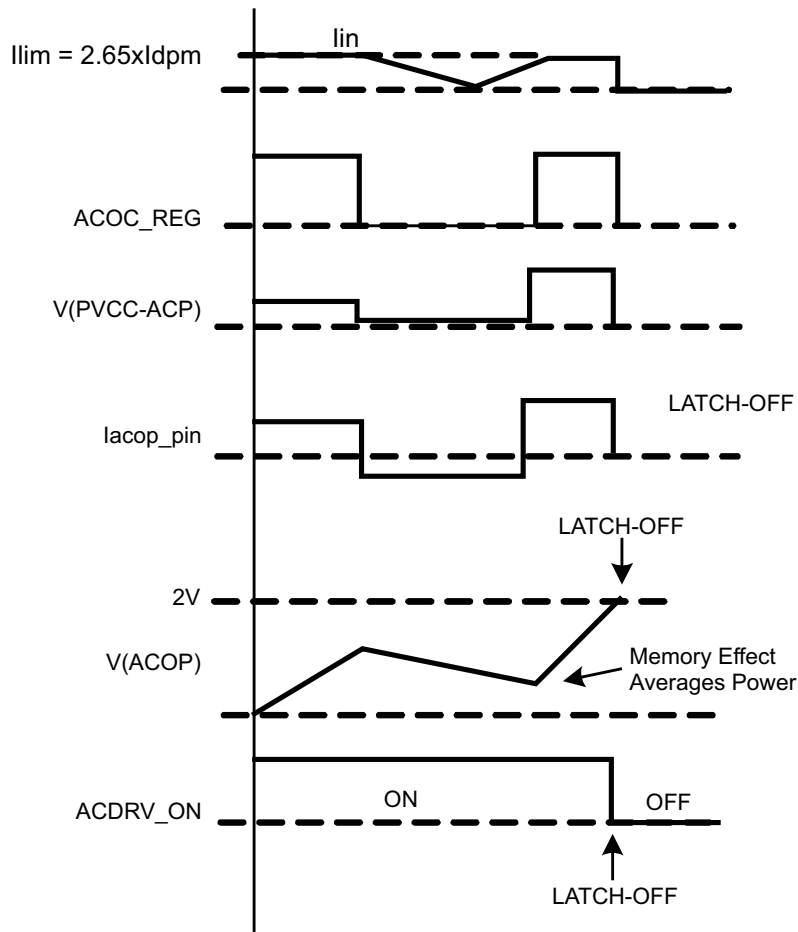 Iin
Ilim = 2.65xIdpm
ACOC_REG
V(PVCC-ACP)
LATCH-OFF
Iacop_pin
LATCH-OFF
2V
V(ACOP)
Memory Effect
Averages Power
ACDRV_ON
ON
OFF
LATCH-OFF